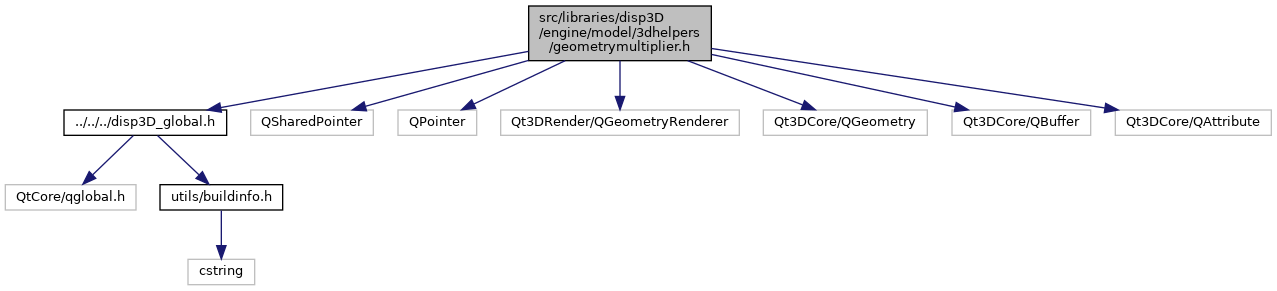 src/libraries/disp3D
/engine/model/3dhelpers
/geometrymultiplier.h
../../../disp3D_global.h
QSharedPointer
QPointer
Qt3DRender/QGeometryRenderer
Qt3DCore/QGeometry
Qt3DCore/QBuffer
Qt3DCore/QAttribute
QtCore/qglobal.h
utils/buildinfo.h
cstring